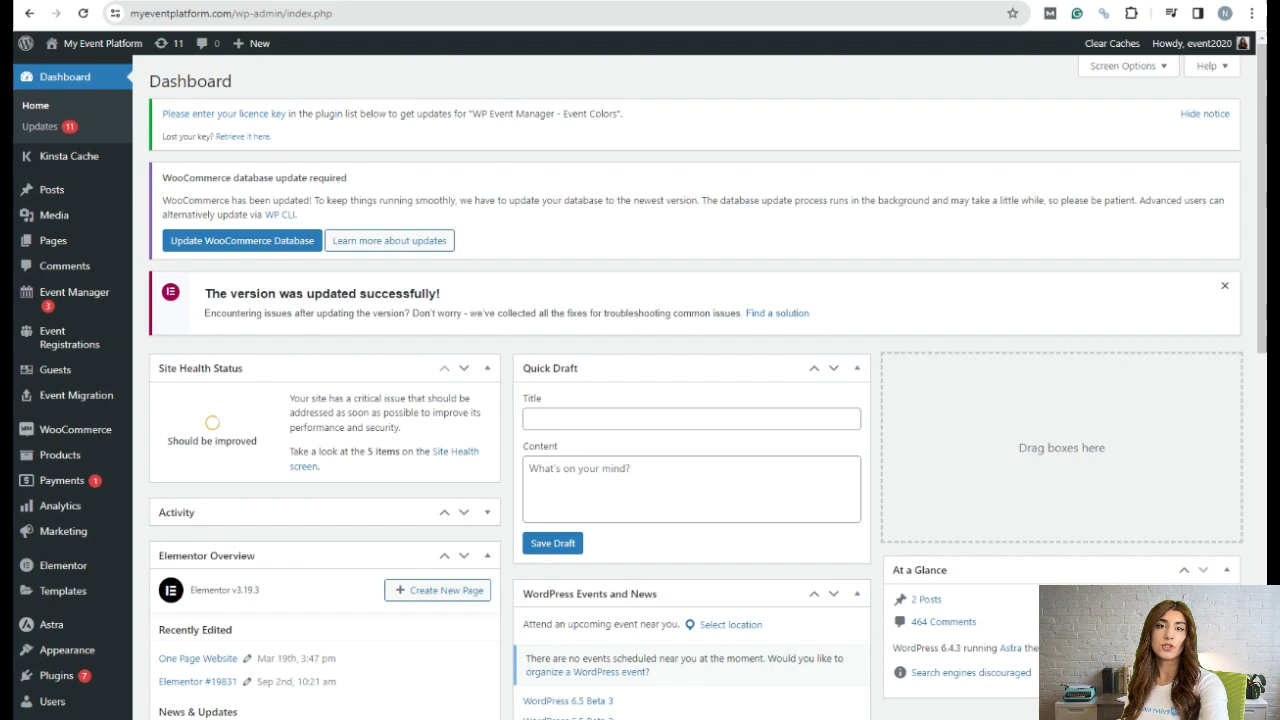 myeventplatform.com/wp-admin/index.php
N
My Event Platform
11
0
New
Clear Caches
Howdy, event2020
Dashboard
Home
Updates 11
Kinsta Cache
Posts
Media
Pages
Comments
Event Manager
3
Event
Registrations
Guests
Event Migration
WooCommerce
Products
Payments 1
Analytics
Marketing
Elementor
Templates
Astra
Appearance
Plugins 7
Users
Dashboard
Screen Options
Help
Please enter your licence key in the plugin list below to get updates for "WP Event Manager - Event Colors".
Hide notice
Lost your key? Retrieve it here.
WooCommerce database update required
WooCommerce has been updated! To keep things running smoothly, we have to update your database to the newest version. The database update process runs in the background and may take a little while, so please be patient. Advanced users can
alternatively update via WP CLI.
Update WooCommerce Database
Learn more about updates
The version was updated successfully!
Encountering issues after updating the version? Don't worry - we've collected all the fixes for troubleshooting common issues. Find a solution
Site Health Status
Should be improved
Your site has a critical issue that should be
addressed as soon as possible to improve its
performance and security.
Take a look at the 5 items on the Site Health
screen.
Activity
Elementor Overview
Elementor v3.19.3
+ Create New Page
Recently Edited
One Page Website Mar 19th, 3:47 pm
Elementor #19831 Sep 2nd, 10:21 am
News & Updates
Quick Draft
Title
Content
What's on your mind?
Save Draft
WordPress Events and News
Attend an upcoming event near you. Select location
There are no events scheduled near you at the moment. Would you like to
organize a WordPress event?
WordPress 6.5 Beta 3
Drag boxes here
At a Glance
2 Posts
464 Comments
WordPress 6.4.3 running Astra the
Search engines discouraged